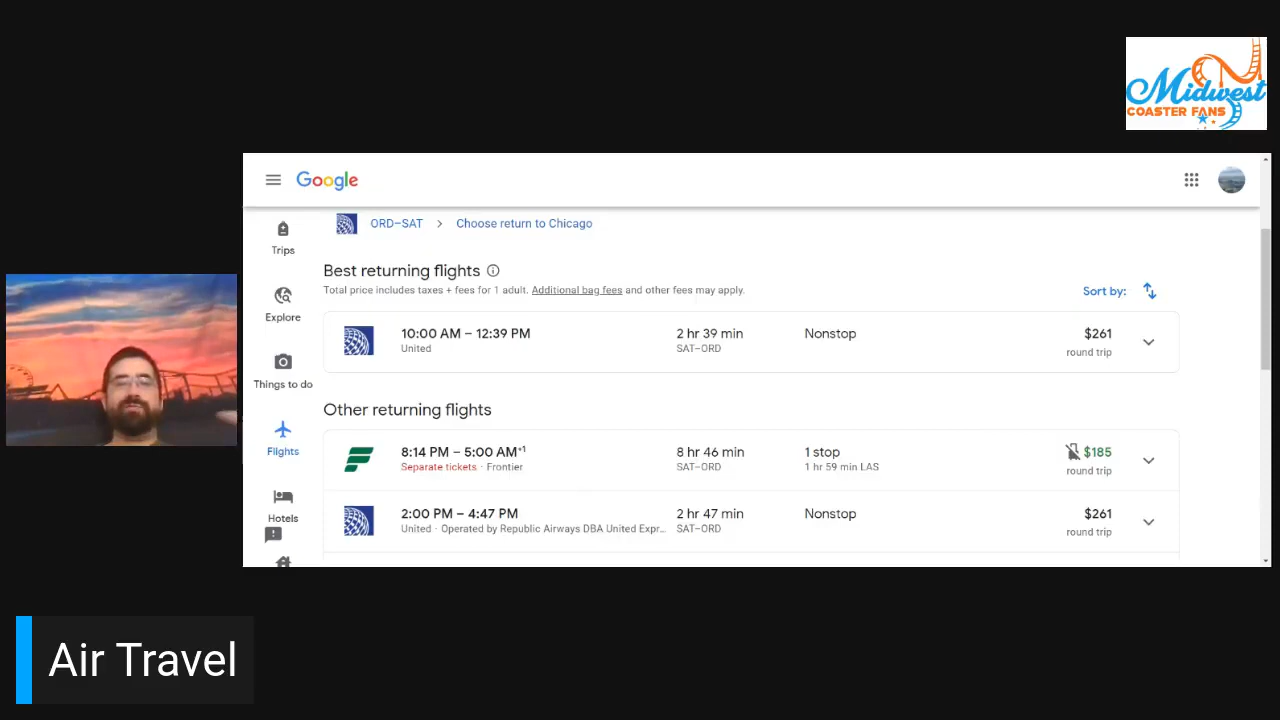 Midwest
COASTER FANS
Google
ORD–SAT > Choose return to Chicago
Trips
Explore
Things to do
Flights
Hotels
Best returning flights
Total price includes taxes + fees for 1 adult. Additional bag fees and other fees may apply.
Sort by:
10:00 AM – 12:39 PM 2 hr 39 min Nonstop $261
United SAT–ORD round trip
Other returning flights
8:14 PM – 5:00 AM+1 8 hr 46 min 1 stop $185
Separate tickets · Frontier SAT–ORD 1 hr 59 min LAS round trip
2:00 PM – 4:47 PM 2 hr 47 min Nonstop $261
United · Operated by Republic Airways DBA United Expr... SAT–ORD round trip
Air Travel